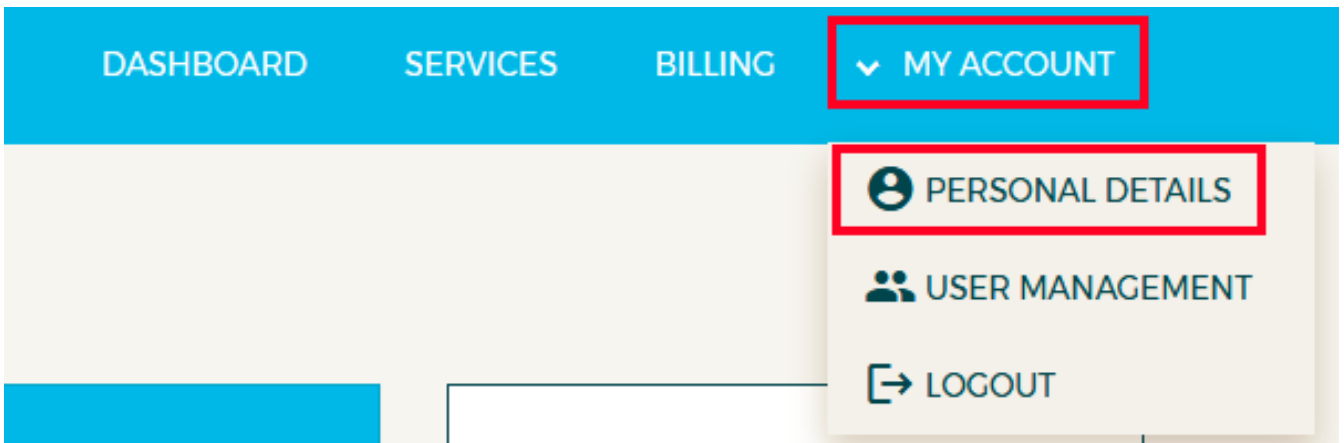 DASHBOARD SERVICES BILLING MY ACCOUNT
PERSONAL DETAILS
USER MANAGEMENT
LOGOUT